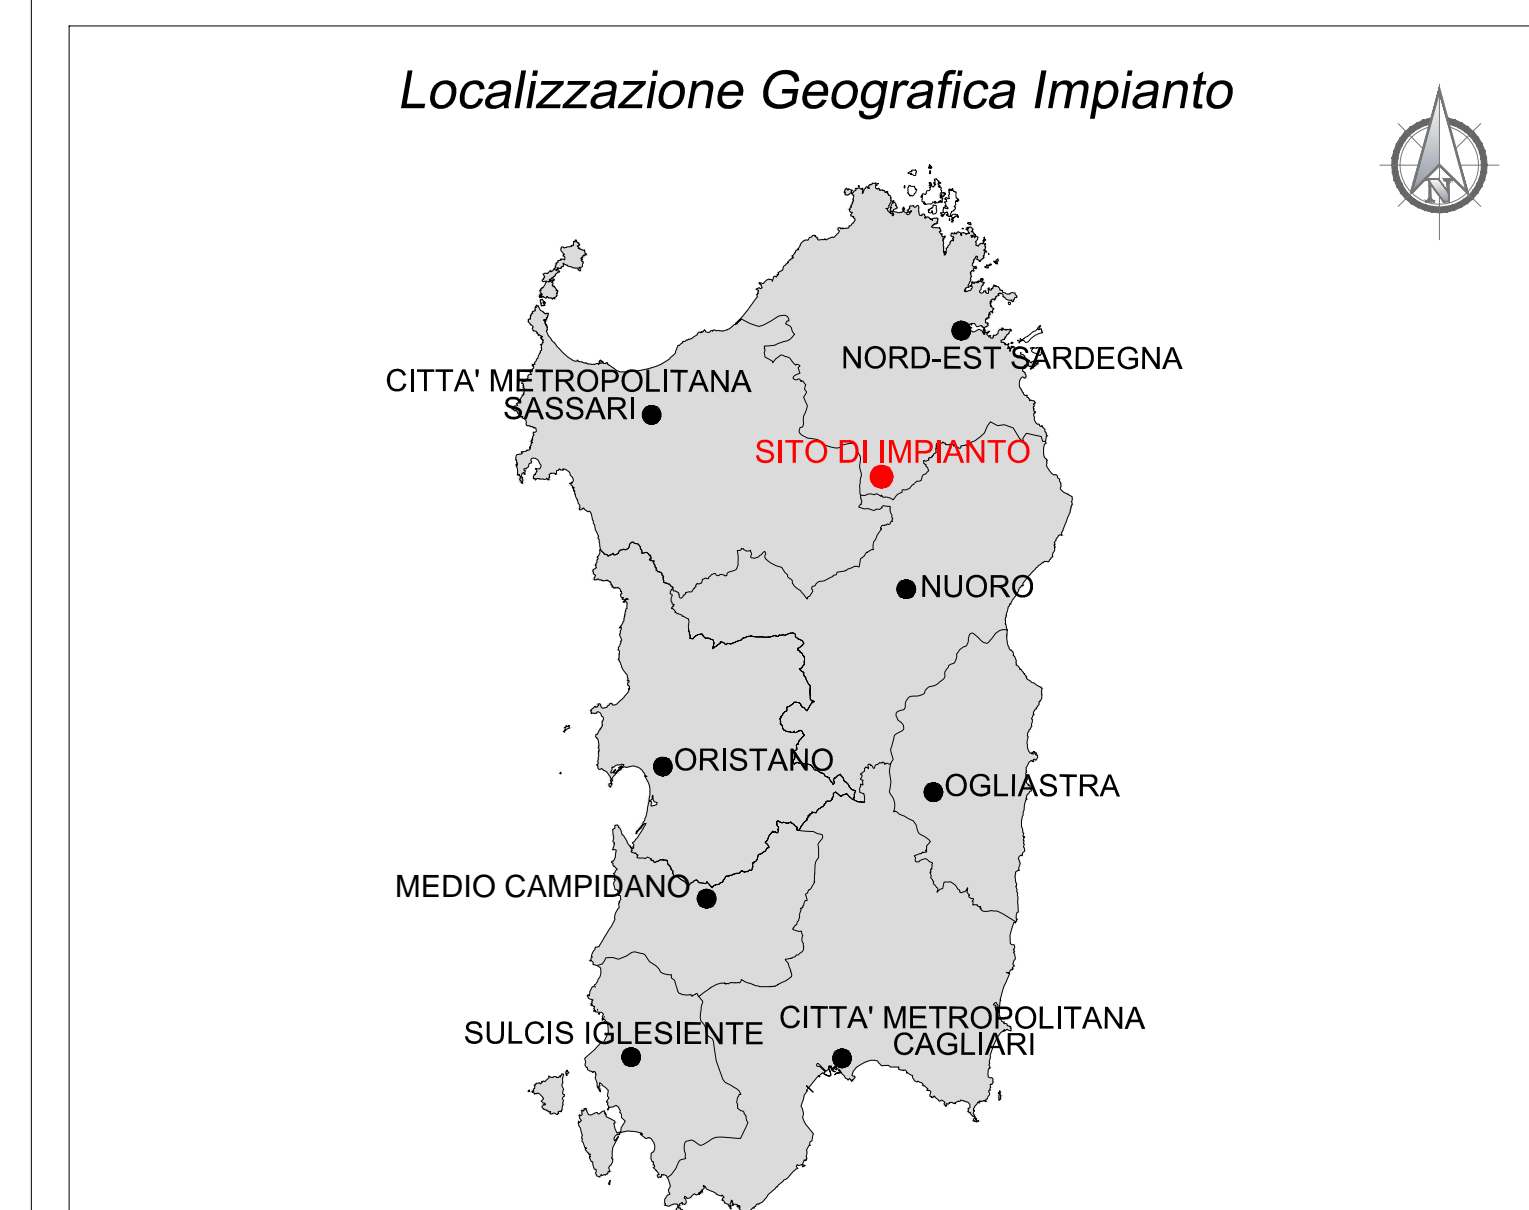 Localizzazione Geografica Impianto
N
NORD-EST SARDEGNA
CITTA' METROPOLITANA
SASSARI
SITO DI IMPIANTO
NUORO
ORISTANO
OGLIASTRA
MEDIO CAMPIDANO
CITTA' METROPOLITANA
CAGLIARI
SULCIS IGLESIENTE